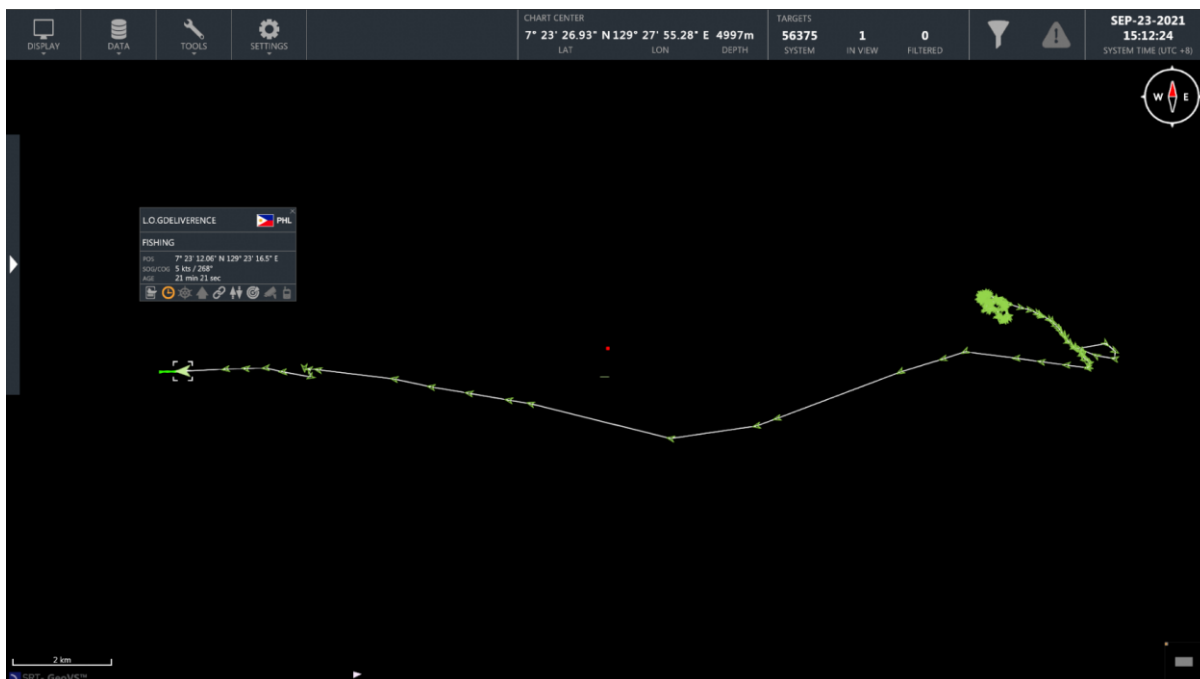 CHART CENTER
TARGETS
SEP-23-2021
7° 23' 26.93" N 129° 27' 55.28" E 4997m
56375 1 0
15:12:24
DISPLAY DATA TOOLS SETTINGS
LAT LON DEPTH
SYSTEM IN VIEW FILTERED
SYSTEM TIME (UTC +8)
W E
L.O.GDELIVERENCE PHL
FISHING
POS 7° 23' 12.06" N 129° 23' 16.5" E
SOG/COG 5 kts / 268°
AGE 21 min 21 sec
2 km
SRT- GeoVS™